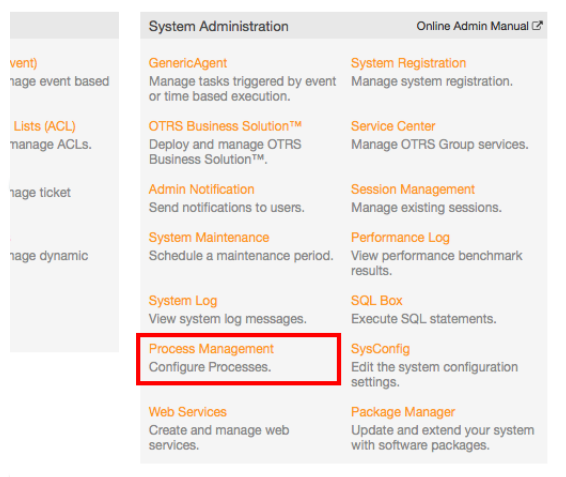 vent)
nage event based
Lists (ACL)
manage ACLs.
nage ticket
nage dynamic
System Administration
Online Admin Manual
GenericAgent
Manage tasks triggered by event
or time based execution.
System Registration
Manage system registration.
OTRS Business Solution™
Deploy and manage OTRS
Business Solution™.
Service Center
Manage OTRS Group services.
Admin Notification
Send notifications to users.
Session Management
Manage existing sessions.
System Maintenance
Schedule a maintenance period.
Performance Log
View performance benchmark
results.
System Log
View system log messages.
SQL Box
Execute SQL statements.
Process Management
Configure Processes.
SysConfig
Edit the system configuration
settings.
Web Services
Create and manage web
services.
Package Manager
Update and extend your system
with software packages.